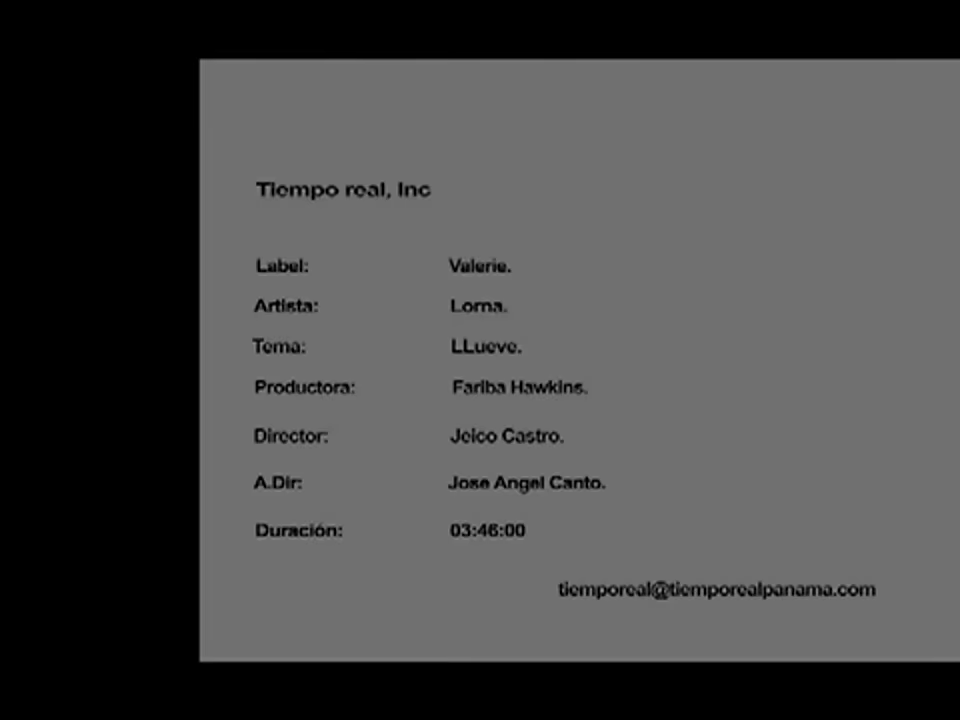 Tiempo real, Inc
Label: Valerie.
Artista: Lorna.
Tema: LLueve.
Productora: Fariba Hawkins.
Director: Jeico Castro.
A.Dir: Jose Angel Canto.
Duración: 03:46:00
tiemporeal@tiemporealpanama.com